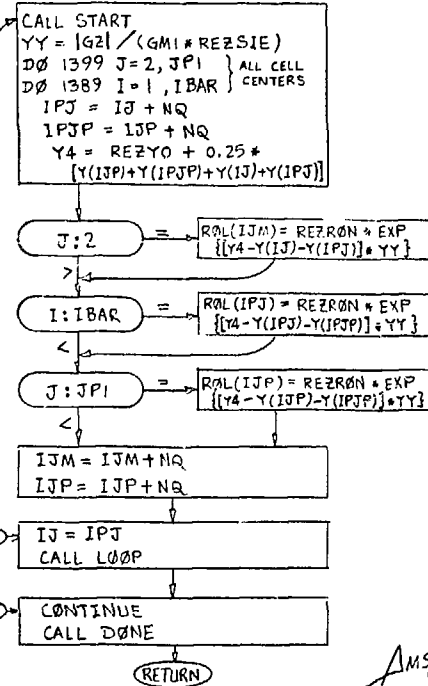 CALL START
YY = |GZ| / (GM1 * REZSIE)
DØ 1399 J=2, JP1 } ALL CELL
DØ 1389 I=1, IBAR } CENTERS
IPJ = IJ + NQ
IPJP = IJP + NQ
Y4 = REZYO + 0.25 *
[Y(IJP)+Y(IPJP)+Y(IJ)+Y(IPJ)]
J:2
=
RØL(IJM) = REZRØN * EXP
{[Y4-Y(IJ)-Y(IPJ)] * YY}
>
I:IBAR
=
RØL(IPJ) = REZRØN * EXP
{[Y4-Y(IPJ)-Y(IPJP)] * YY}
<
J:JP1
=
RØL(IJP) = REZRØN * EXP
{[Y4-Y(IJP)-Y(IPJP)] * YY}
<
IJM = IJM + NQ
IJP = IJP + NQ
IJ = IPJ
CALL LØØP
CØNTINUE
CALL DØNE
RETURN